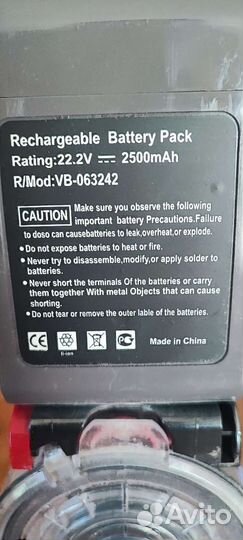 Rechargeable Battery Pack
Rating:22.2V 2500mAh
R/Mod:VB-063242
CAUTION
Make sure you observe the following
important battery Precautions.Failure
to doso can causebatteries to leak,overheat,or explode.
•Do not expose batteries to heat or fire.
•Never try to disassemble,modify,or apply solder to
batteries.
•Never short the terminals Of the batteries or carry
them together With metal Objects that can cause
shorting.
•Do not tear or remove the outer lable of the batteries.
CE
li-ion
Made in China
Avito